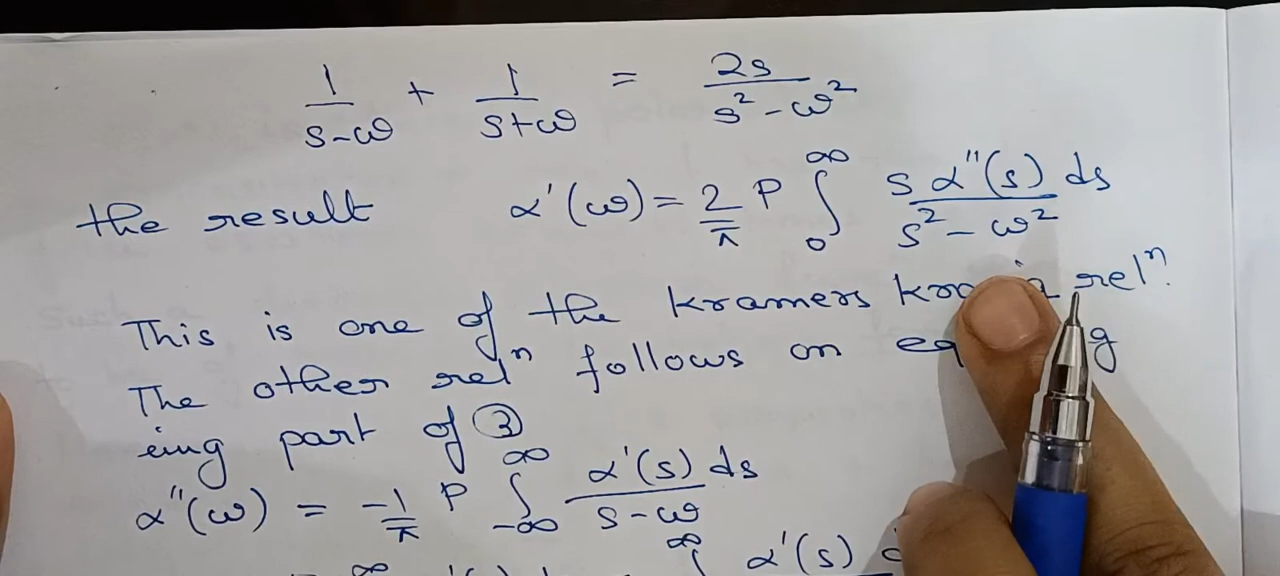 1/(s-ω) + 1/(s+ω) = 2s/(s² - ω²)
the result α'(ω) = 2/π P ∫₀^∞ s α''(s) ds/(s² - ω²)
This is one of the kramers relⁿ.
The other relⁿ follows on
eing part of ③
α''(ω) = -1/π P ∫_{-∞}^∞ α'(s) ds/(s-ω)
∞ ∞ α'(s)